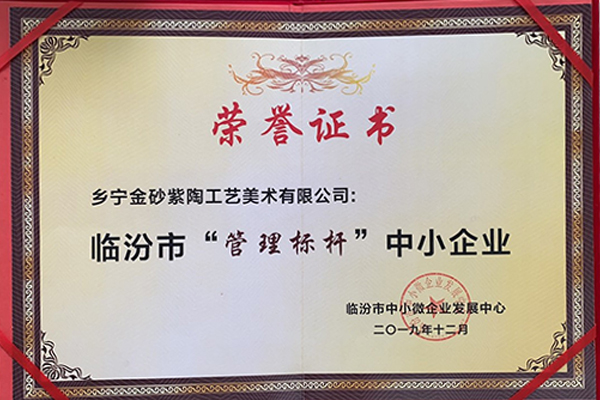 荣誉证书
乡宁金砂紫陶工艺美术有限公司：
临汾市“管理标杆”中小企业
临汾市中小微企业发展中心
二〇一九年十二月